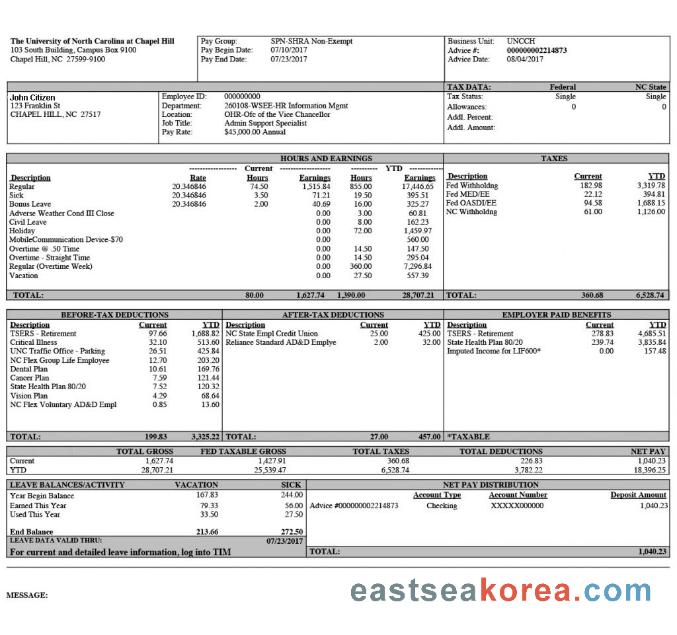 The University of North Carolina at Chapel Hill
103 South Building, Campus Box 9100
Chapel Hill, NC 27599-9100
Pay Group: SPN-SHRA Non-Exempt
Pay Begin Date: 07/10/2017
Pay End Date: 07/23/2017
Business Unit: UNCCH
Advice #: 000000002214873
Advice Date: 08/04/2017
John Citizen
123 Franklin St
CHAPEL HILL, NC 27517
Employee ID: 000000000
Department: 260108-WSEE-HR Information Mgmt
Location: OHR-Ofc of the Vice Chancellor
Job Title: Admin Support Specialist
Pay Rate: $45,000.00 Annual
TAX DATA: Federal NC State
Tax Status: Single Single
Allowances: 0 0
Addl. Percent:
Addl. Amount:
HOURS AND EARNINGS
Current YTD
Description Rate Hours Earnings Hours Earnings
Regular 20.346846 74.50 1,515.84 855.00 17,446.65
Sick 20.346846 3.50 71.21 19.50 395.51
Bonus Leave 20.346846 2.00 40.69 16.00 325.27
Adverse Weather Cond III Close 0.00 3.00 60.81
Civil Leave 0.00 8.00 162.23
Holiday 0.00 72.00 1,459.97
MobileCommunication Device-$70 0.00 560.00
Overtime @ .50 Time 0.00 14.50 147.50
Overtime - Straight Time 0.00 14.50 295.04
Regular (Overtime Week) 0.00 360.00 7,296.84
Vacation 0.00 27.50 557.39
TOTAL: 80.00 1,627.74 1,390.00 28,707.21
TAXES
Description Current YTD
Fed Withholdng 182.98 3,319.78
Fed MED/EE 22.12 394.81
Fed OASDI/EE 94.58 1,688.15
NC Withholdng 61.00 1,126.00
TOTAL: 360.68 6,528.74
BEFORE-TAX DEDUCTIONS
Description Current YTD
TSERS - Retirement 97.66 1,688.82
Critical Illness 32.10 513.60
UNC Traffic Office - Parking 26.51 425.84
NC Flex Group Life Employee 12.70 203.20
Dental Plan 10.61 169.76
Cancer Plan 7.59 121.44
State Health Plan 80/20 7.52 120.32
Vision Plan 4.29 68.64
NC Flex Voluntary AD&D Empl 0.85 13.60
TOTAL: 199.83 3,325.22
AFTER-TAX DEDUCTIONS
Description Current YTD
NC State Empl Credit Union 25.00 425.00
Reliance Standard AD&D Emplye 2.00 32.00
TOTAL: 27.00 457.00
EMPLOYER PAID BENEFITS
Description Current YTD
TSERS - Retirement 278.83 4,685.51
State Health Plan 80/20 239.74 3,835.84
Imputed Income for LIF600* 0.00 157.48
*TAXABLE
TOTAL GROSS FED TAXABLE GROSS TOTAL TAXES TOTAL DEDUCTIONS NET PAY
Current 1,627.74 1,427.91 360.68 226.83 1,040.23
YTD 28,707.21 25,539.47 6,528.74 3,782.22 18,396.25
LEAVE BALANCES/ACTIVITY VACATION SICK
Year Begin Balance 167.83 244.00
Earned This Year 79.33 56.00
Used This Year 33.50 27.50
End Balance 213.66 272.50
LEAVE DATA VALID THRU: 07/23/2017
For current and detailed leave information, log into TIM
NET PAY DISTRIBUTION
Account Type Account Number Deposit Amount
Advice #000000002214873 Checking XXXXX000000 1,040.23
TOTAL: 1,040.23
MESSAGE:
eastseakorea.com